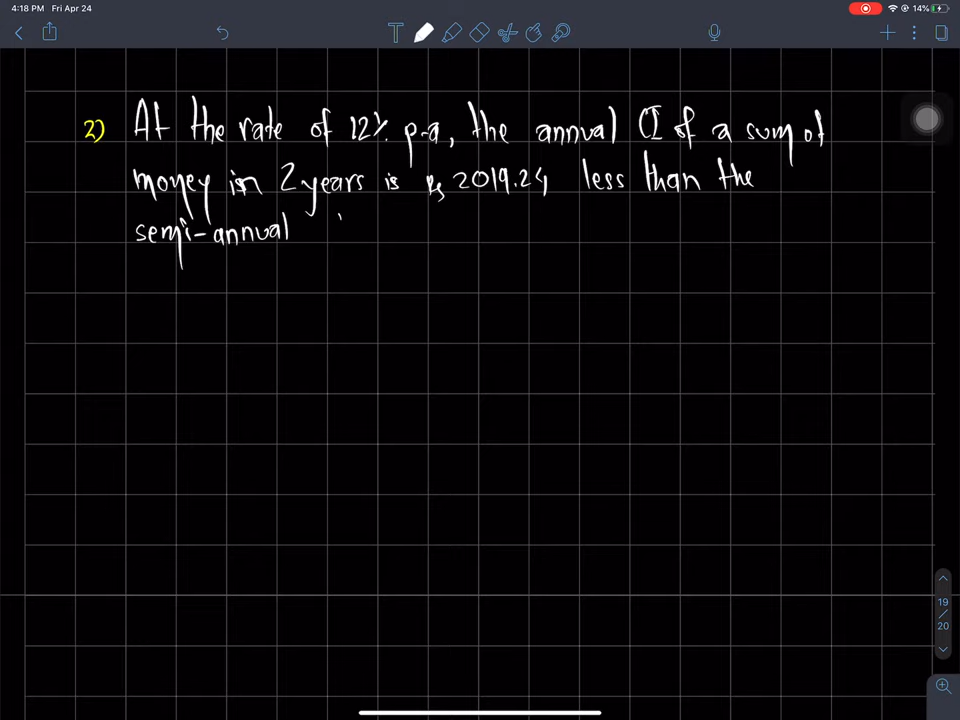 4:18 PM Fri Apr 24
14%
2) At the rate of 12% p.a, the annual CI of a sum of
money in 2 years is Rs 2019.24 less than the
semi-annual
19
/
20